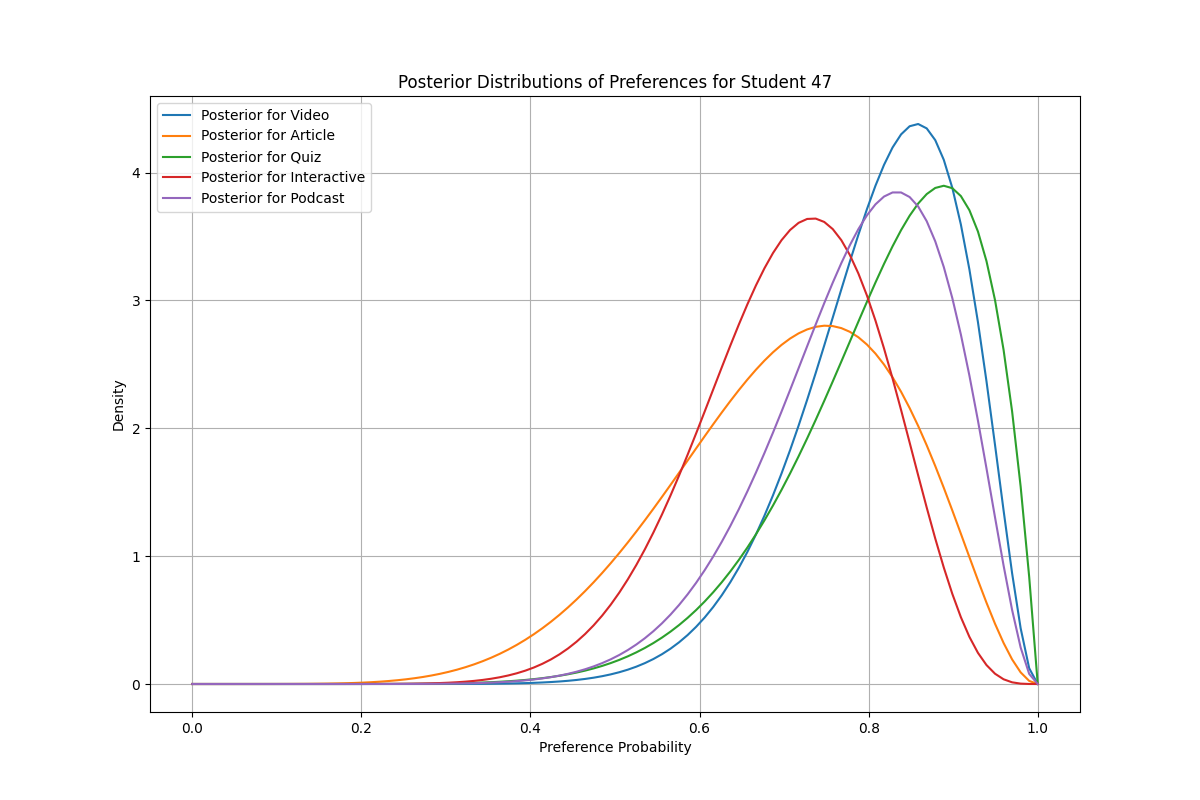 Posterior Distributions of Preferences for Student 47
Posterior for Video
Posterior for Article
Posterior for Quiz
Posterior for Interactive
Posterior for Podcast
4
3
2
1
0
Density
0.0 0.2 0.4 0.6 0.8 1.0
Preference Probability